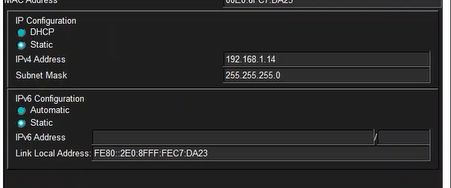 MAC Address 00E0.8FC7.DA23
IP Configuration
DHCP
Static
IPv4 Address 192.168.1.14
Subnet Mask 255.255.255.0
IPv6 Configuration
Automatic
Static
IPv6 Address /
Link Local Address: FE80::2E0:8FFF:FEC7:DA23